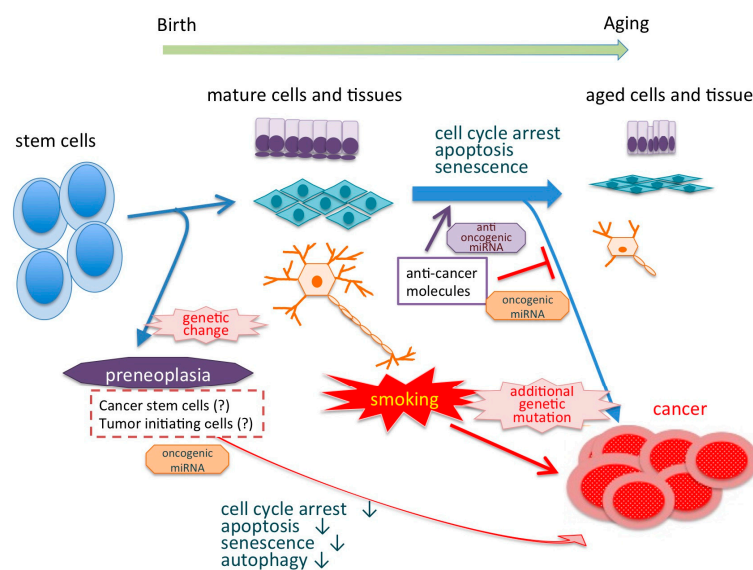 Birth
Aging
mature cells and tissues
aged cells and tissue
stem cells
cell cycle arrest
apoptosis
senescence
anti
oncogenic
miRNA
anti-cancer
molecules
oncogenic
miRNA
genetic
change
preneoplasia
Cancer stem cells (?)
Tumor initiating cells (?)
oncogenic
miRNA
smoking
additional
genetic
mutation
cancer
cell cycle arrest ↓
apoptosis ↓
senescence ↓
autophagy ↓